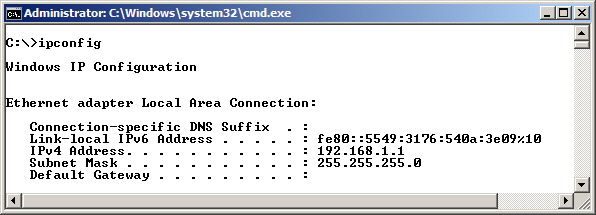 Administrator: C:\Windows\system32\cmd.exe
C:\>ipconfig
Windows IP Configuration
Ethernet adapter Local Area Connection:
Connection-specific DNS Suffix  . :
Link-local IPv6 Address . . . . . : fe80::5549:3176:540a:3e09%10
IPv4 Address. . . . . . . . . . . : 192.168.1.1
Subnet Mask . . . . . . . . . . . : 255.255.255.0
Default Gateway . . . . . . . . . :